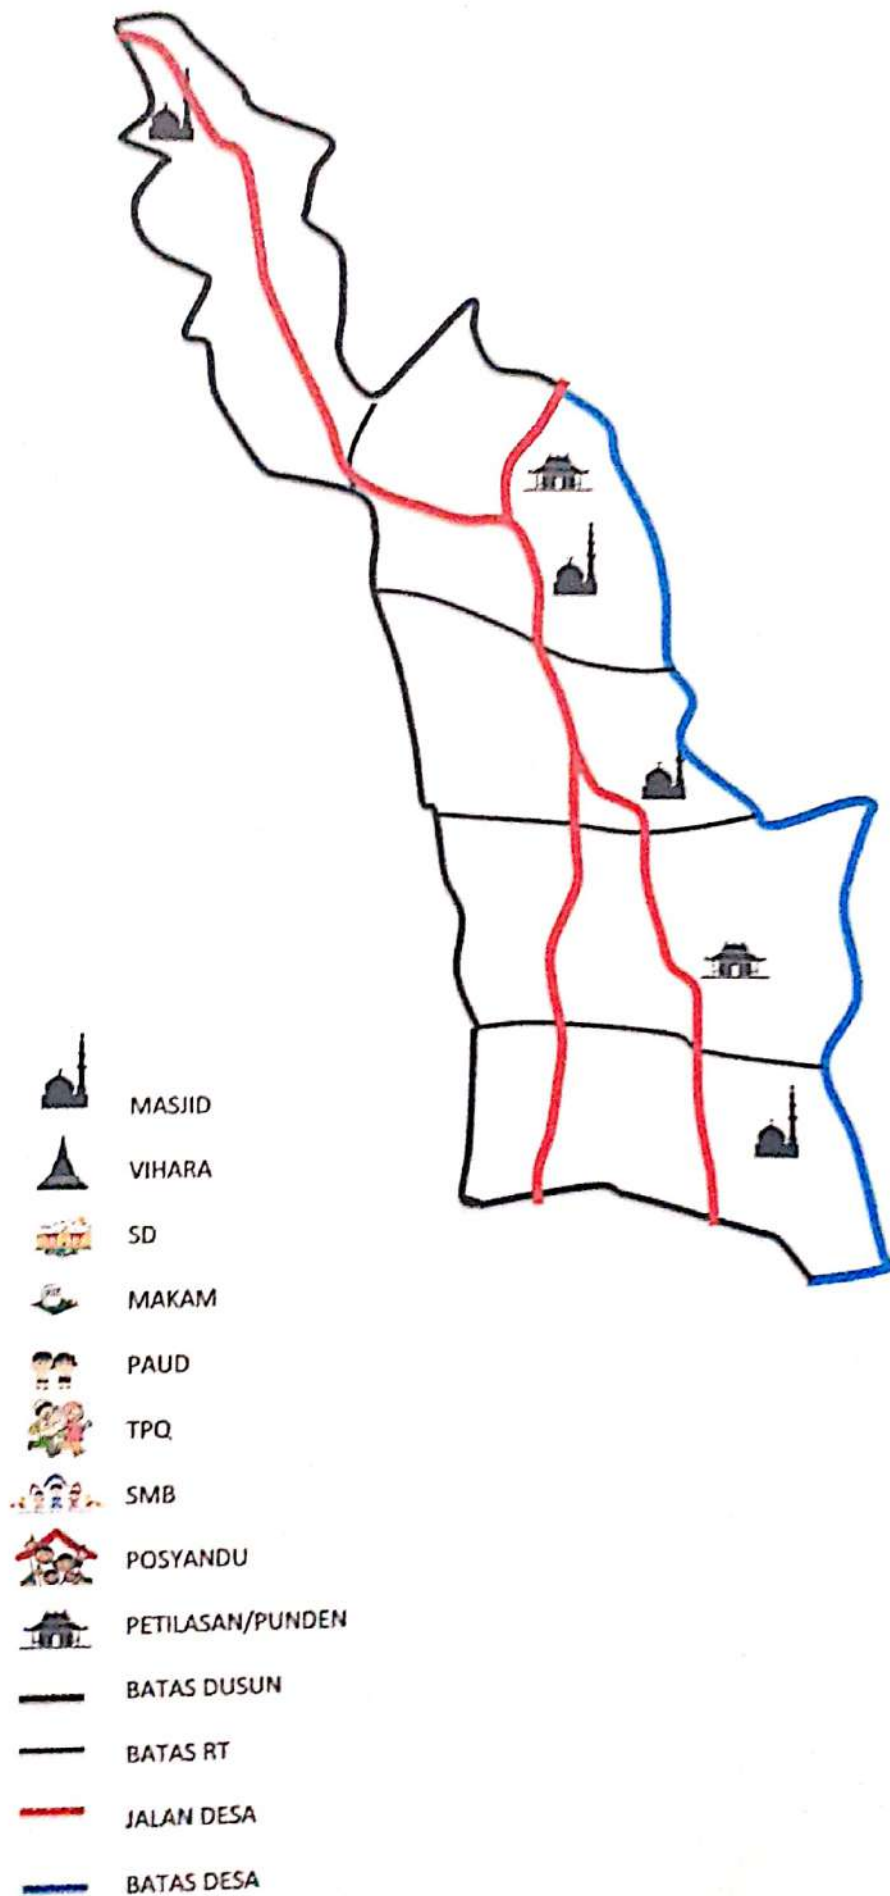 MASJID
VIHARA
SD
MAKAM
PAUD
TPQ
SMB
POSYANDU
PETILASAN/PUNDEN
BATAS DUSUN
BATAS RT
JALAN DESA
BATAS DESA